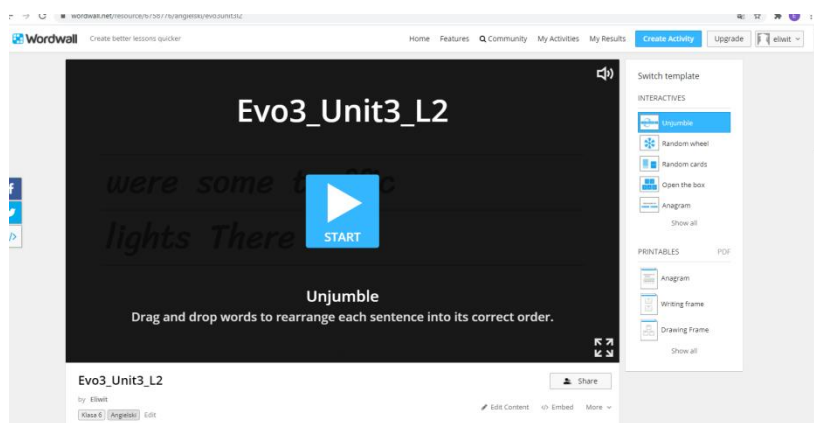 wordwall.net/resource/6758776/angielski/evo3unit3l2
Wordwall
Create better lessons quicker
Home Features Community My Activities My Results Create Activity Upgrade eliwit
Evo3_Unit3_L2
were some
lights There
START
Unjumble
Drag and drop words to rearrange each sentence into its correct order.
Switch template
INTERACTIVES
Unjumble
Random wheel
Random cards
Open the box
Anagram
Show all
PRINTABLES PDF
Anagram
Writing frame
Drawing Frame
Show all
Evo3_Unit3_L2
Share
by Eliwit
Klasa 6 Angielski Edit
Edit Content Embed More